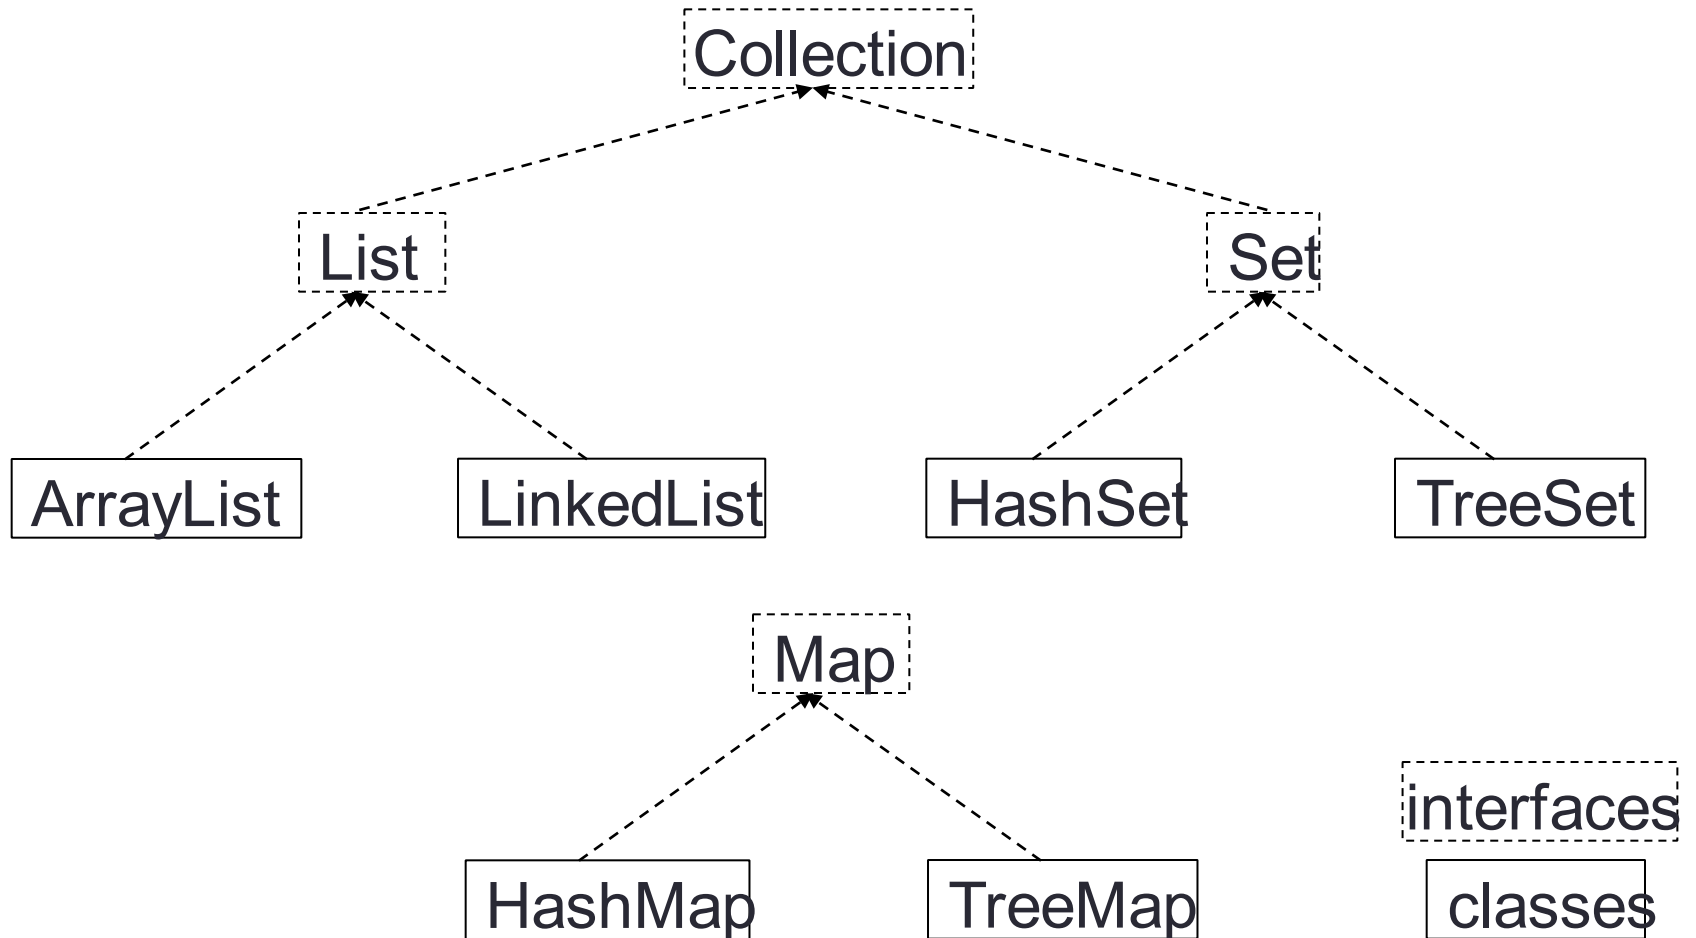 Collection
List
Set
ArrayList
LinkedList
HashSet
TreeSet
Map
interfaces
HashMap
TreeMap
classes